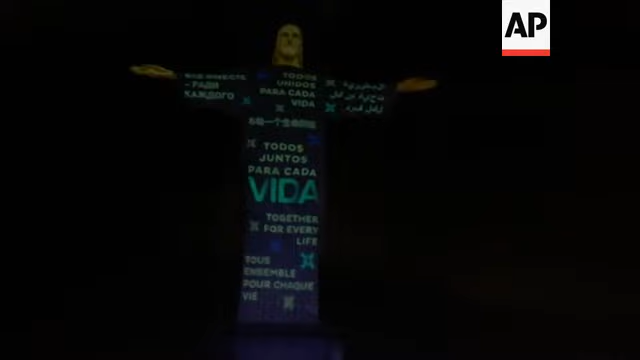 AP
ВСЕ ВМЕСТЕ
– РАДИ
КАЖДОГО
TODOS
UNIDOS
PARA CADA
VIDA
TODOS
JUNTOS
PARA CADA
VIDA
TOGETHER
FOR EVERY
LIFE
TOUS
ENSEMBLE
POUR CHAQUE
VIE